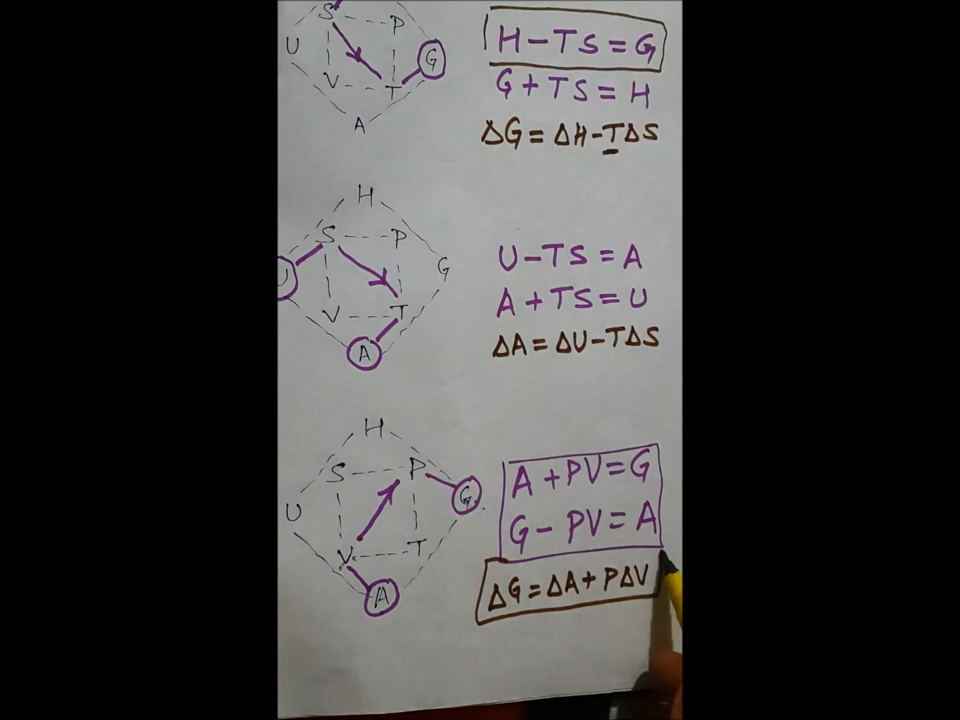 S P
U G
V T
A
H - TS = G
G + TS = H
ΔG = ΔH - TΔS
H
S P
U G
V T
A
U - TS = A
A + TS = U
ΔA = ΔU - TΔS
H
S P
U G
V T
A
A + PV = G
G - PV = A
ΔG = ΔA + PΔV